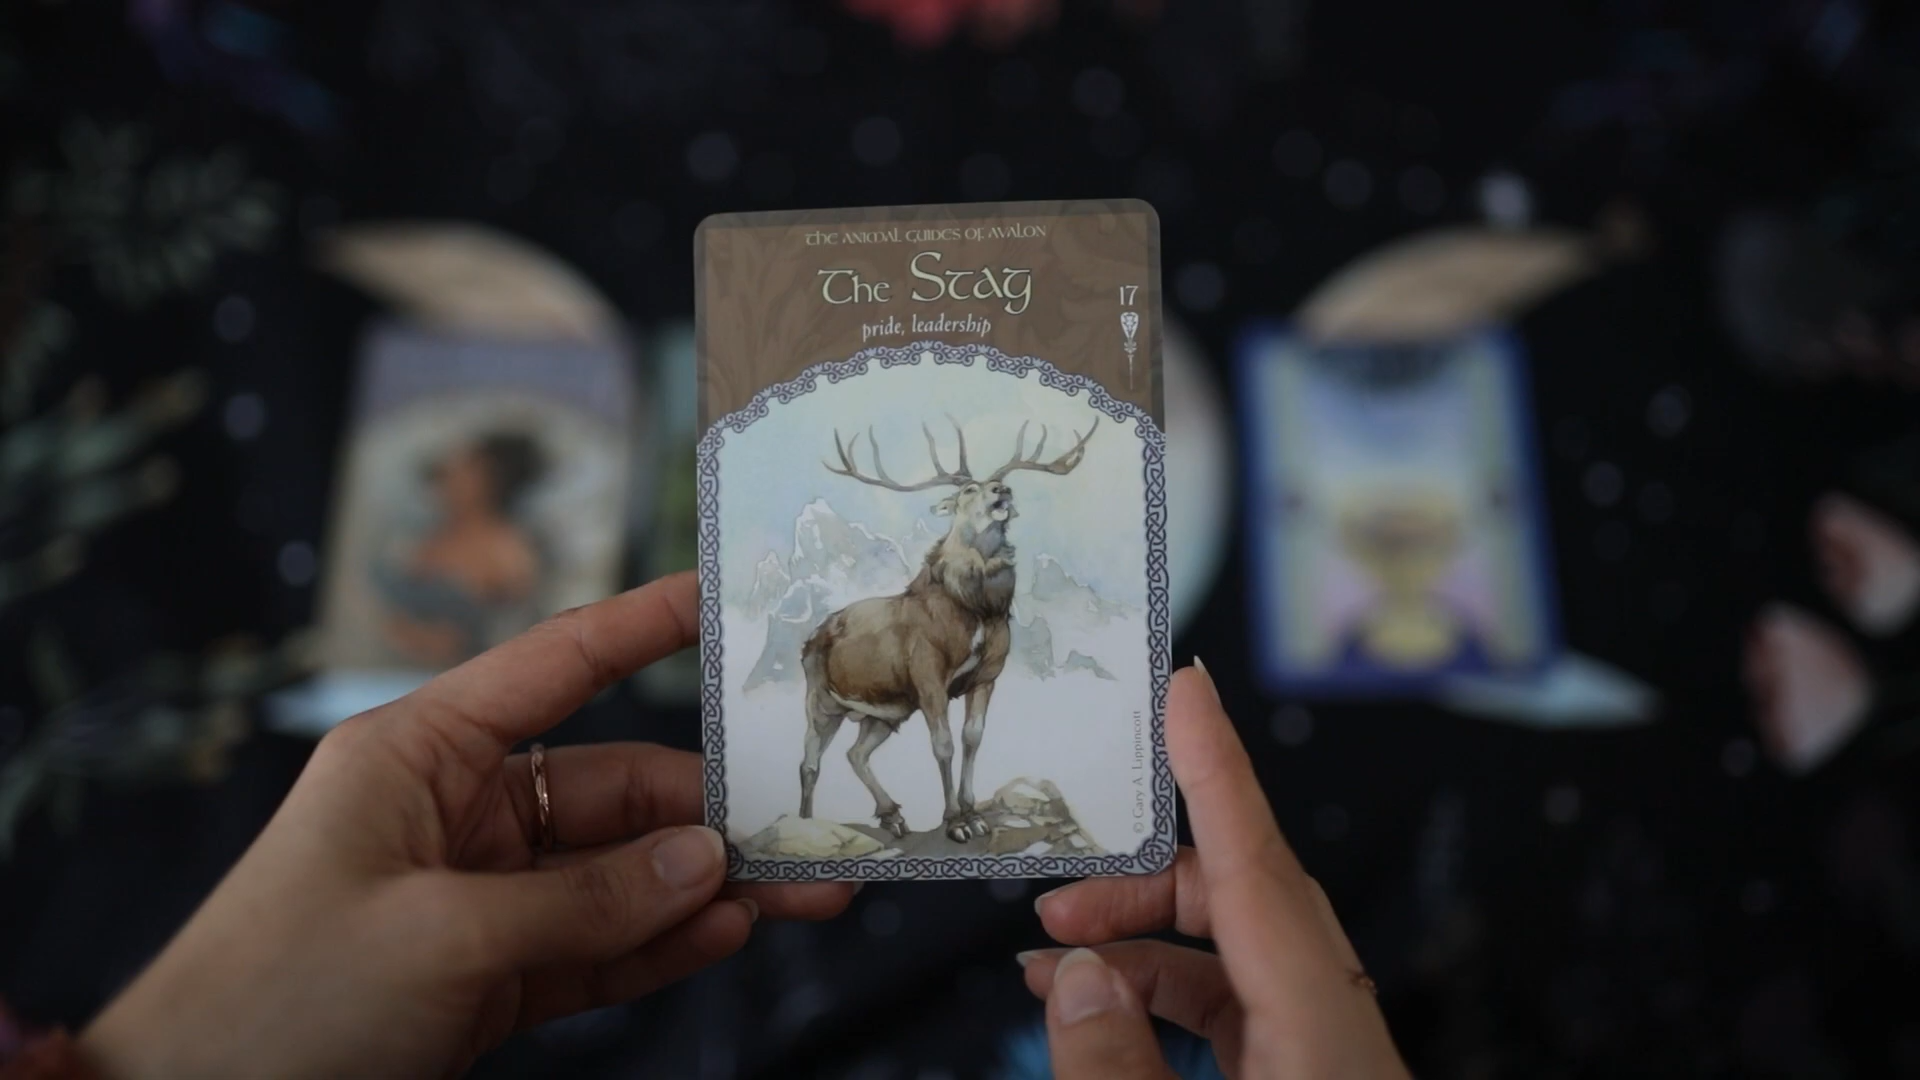 THE ANIMAL GUIDES OF AVALON
The Stag
17
pride, leadership
© Gary A. Lippincott